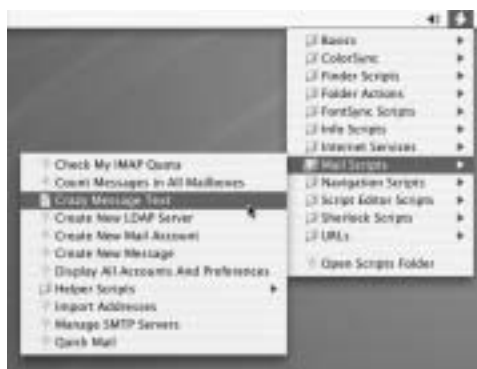 Basics
ColorSync
Finder Scripts
Folder Actions
FontSync Scripts
Info Scripts
Internet Services
Mail Scripts
Navigation Scripts
Script Editor Scripts
Sherlock Scripts
URLs
Open Scripts Folder
Check My IMAP Quota
Count Messages in All Mailboxes
Crazy Message Text
Create New LDAP Server
Create New Mail Account
Create New Message
Display All Accounts And Preferences
Helper Scripts
Import Addresses
Manage SMTP Servers
Quick Mail